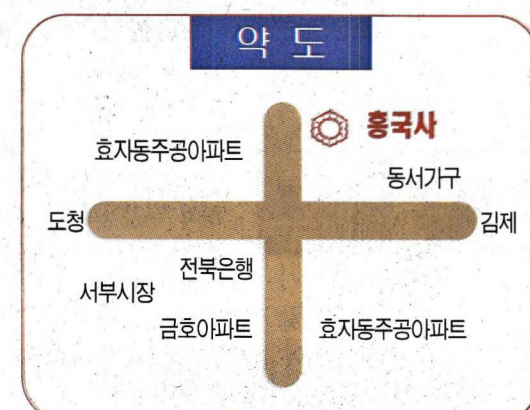 약 도
흥국사
효자동주공아파트
동서가구
도청
김제
전북은행
서부시장
금호아파트
효자동주공아파트